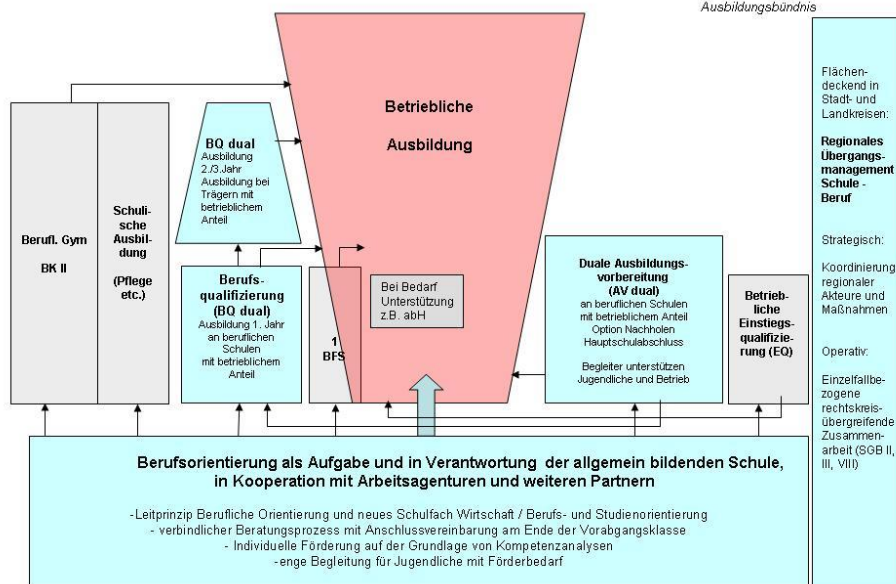 Ausbildungsbündnis
Betriebliche
Ausbildung
Berufl. Gym
BK II
Schuli-
sche
Ausbil-
dung
(Pflege
etc.)
BQ dual
Ausbildung
2./3.Jahr
Ausbildung bei
Trägern mit
betrieblichem
Anteil
Berufs-
qualifizierung
(BQ dual)
Ausbildung 1. Jahr
an beruflichen
Schulen
mit betrieblichem
Anteil
1
BFS
Bei Bedarf
Unterstützung
z.B. abH
Duale Ausbildungs-
vorbereitung
(AV dual)
an beruflichen Schulen
mit betrieblichem Anteil
Option Nachholen
Hauptschulabschluss
Begleiter unterstützen
Jugendliche und Betrieb
Betrieb-
liche
Einstiegs-
qualifizie-
rung (EQ)
Flächen-
deckend in
Stadt- und
Landkreisen:
Regionales
Übergangs-
management
Schule -
Beruf
Strategisch:
Koordinierung
regionaler
Akteure und
Maßnahmen
Operativ:
Einzelfallbe-
zogene
rechtskreis-
übergreifende
Zusammen-
arbeit (SGB II,
III, VIII)
Berufsorientierung als Aufgabe und in Verantwortung der allgemein bildenden Schule,
in Kooperation mit Arbeitsagenturen und weiteren Partnern
-Leitprinzip Berufliche Orientierung und neues Schulfach Wirtschaft / Berufs- und Studienorientierung
- verbindlicher Beratungsprozess mit Anschlussvereinbarung am Ende der Vorabgangsklasse
- Individuelle Förderung auf der Grundlage von Kompetenzanalysen
-enge Begleitung für Jugendliche mit Förderbedarf